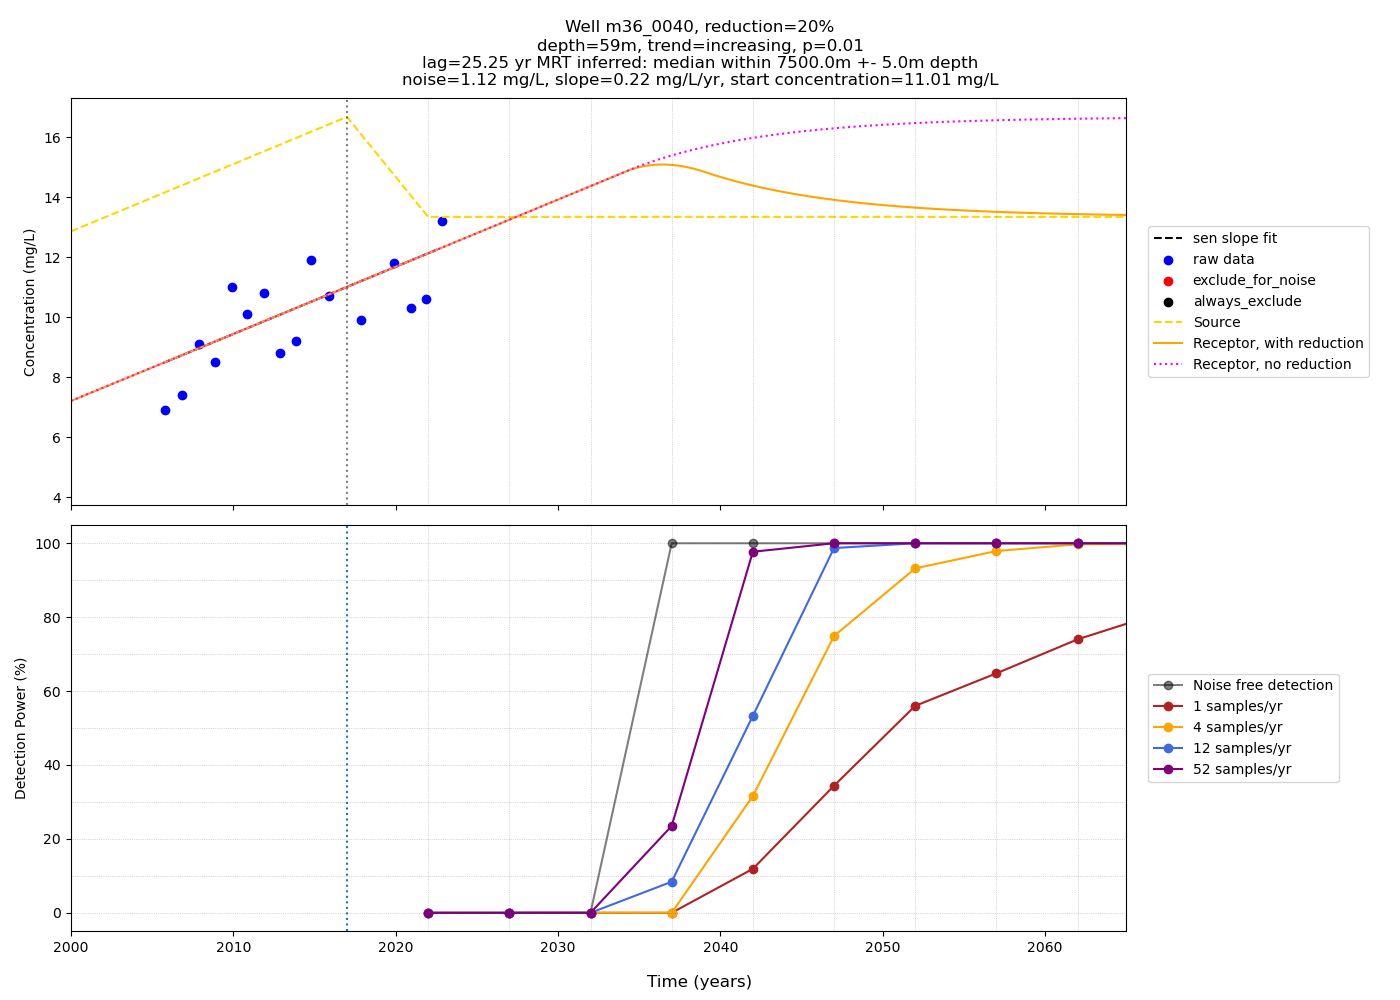 Well m36_0040, reduction=20%
depth=59m, trend=increasing, p=0.01
lag=25.25 yr MRT inferred: median within 7500.0m +- 5.0m depth
noise=1.12 mg/L, slope=0.22 mg/L/yr, start concentration=11.01 mg/L
Concentration (mg/L)
16
14
12
10
8
6
4
sen slope fit
raw data
exclude_for_noise
always_exclude
Source
Receptor, with reduction
Receptor, no reduction
Detection Power (%)
100
80
60
40
20
0
Noise free detection
1 samples/yr
4 samples/yr
12 samples/yr
52 samples/yr
2000 2010 2020 2030 2040 2050 2060
Time (years)